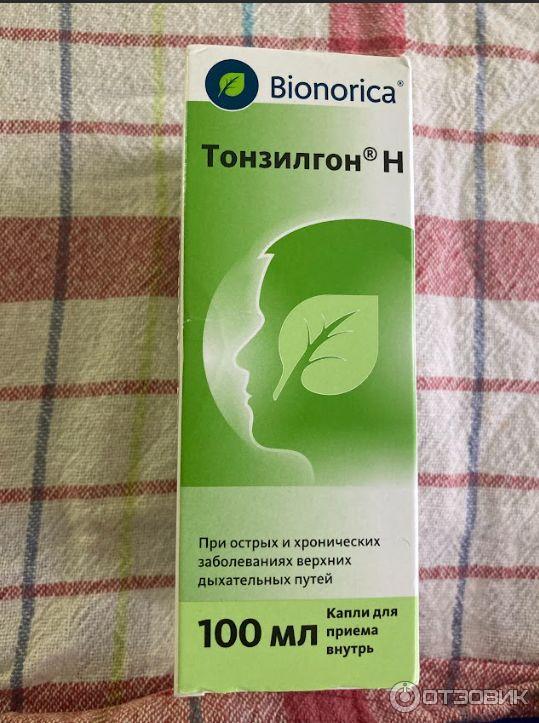 Bionorica®
Тонзилгон® Н
При острых и хронических
заболеваниях верхних
дыхательных путей
100 мл
Капли для
приема
внутрь
ОТЗОВИК